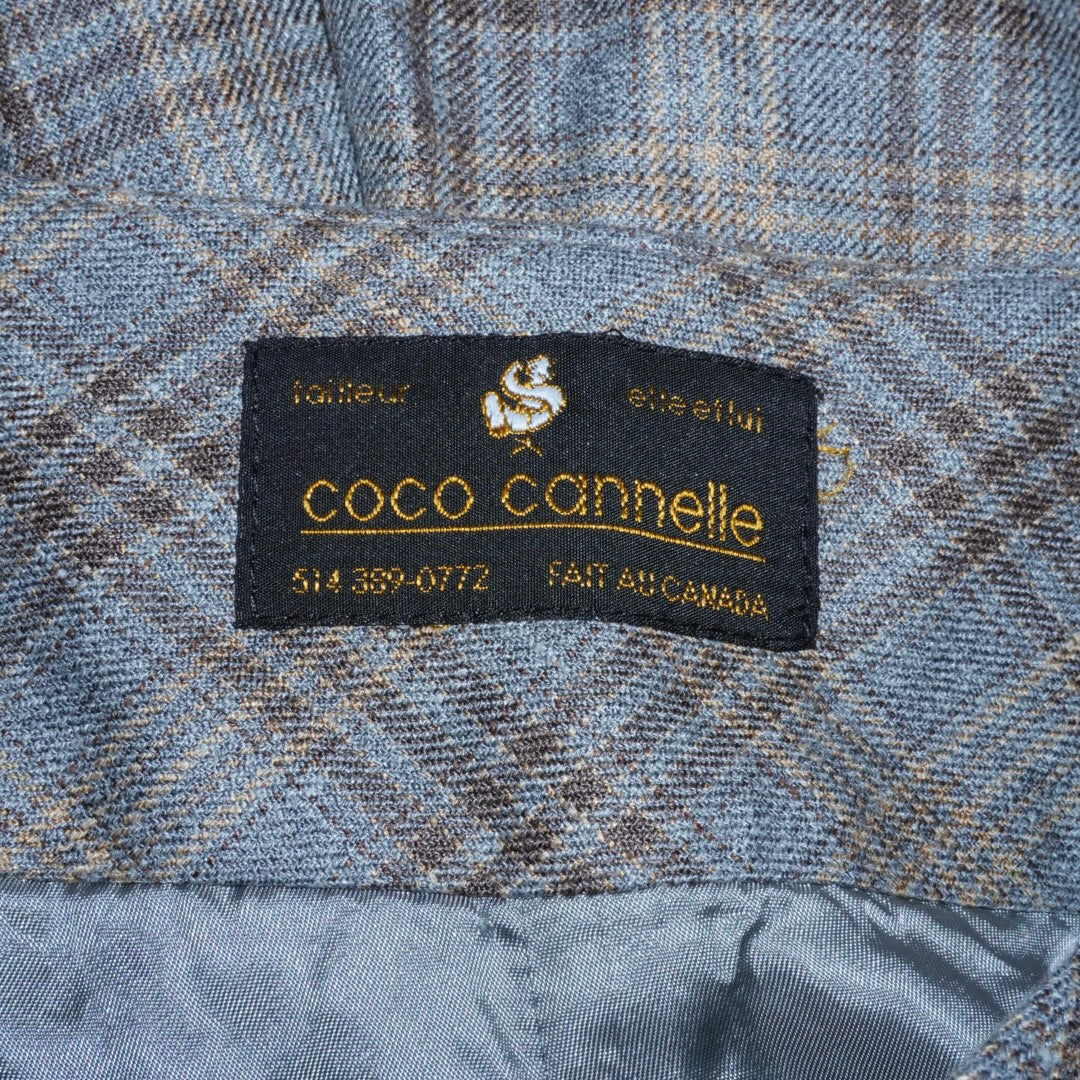 tailleur elle et lui
coco cannelle
514 389-0772 FAIT AU CANADA